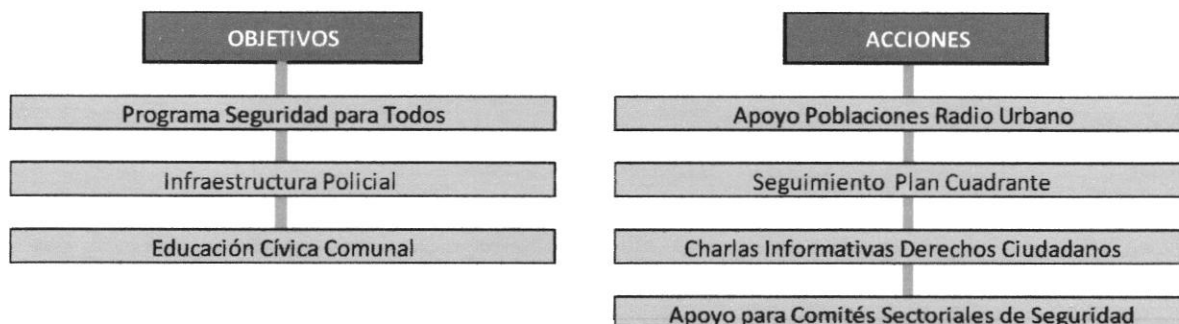 OBJETIVOS
Programa Seguridad para Todos
Infraestructura Policial
Educación Cívica Comunal
ACCIONES
Apoyo Poblaciones Radio Urbano
Seguimiento Plan Cuadrante
Charlas Informativas Derechos Ciudadanos
Apoyo para Comités Sectoriales de Seguridad